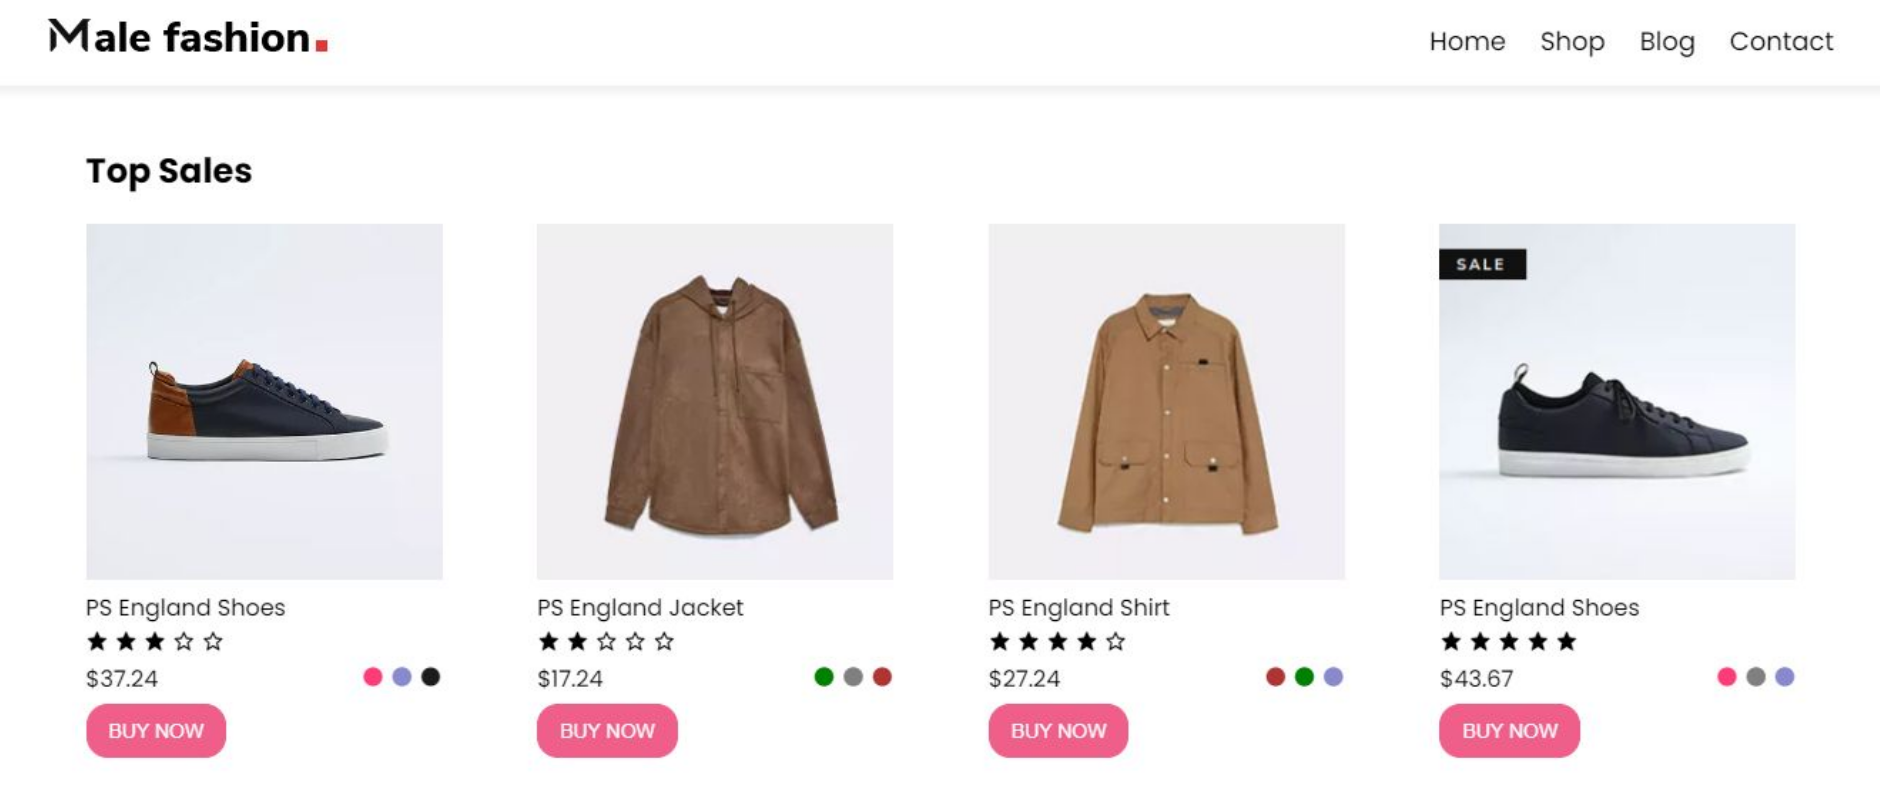 Male fashion.
Home Shop Blog Contact
Top Sales
SALE
PS England Shoes
$37.24
BUY NOW
PS England Jacket
$17.24
BUY NOW
PS England Shirt
$27.24
BUY NOW
PS England Shoes
$43.67
BUY NOW